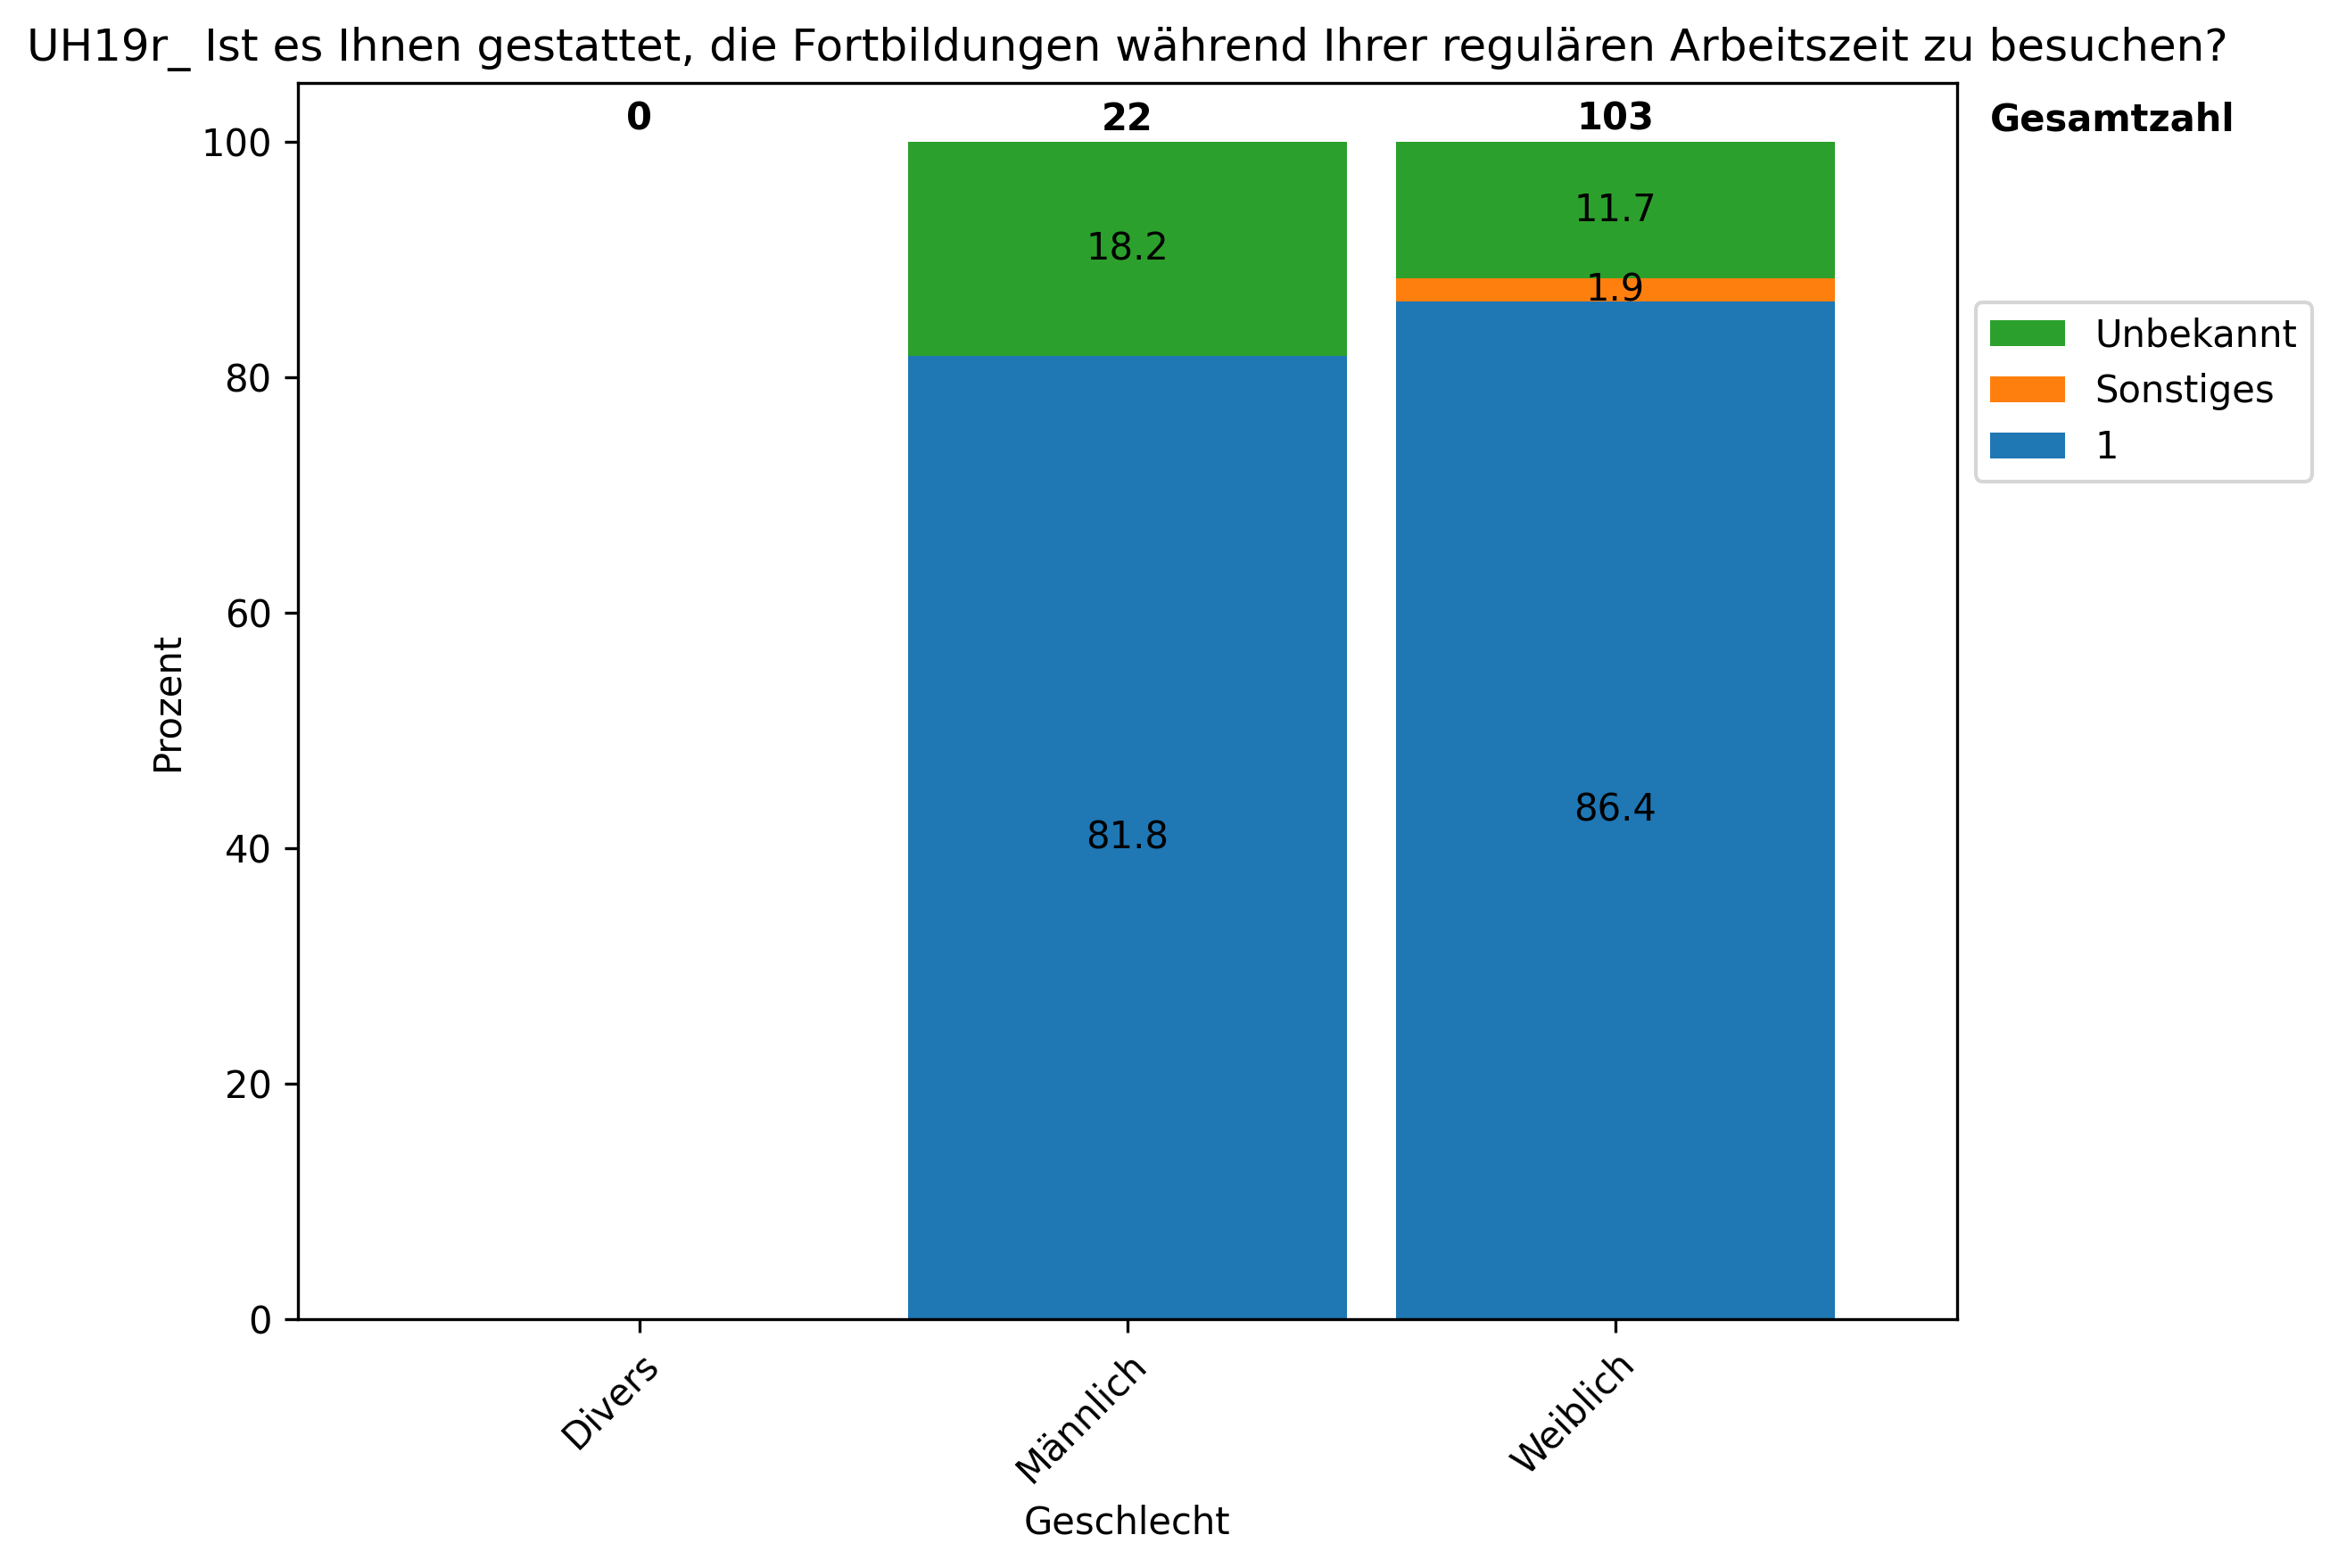 UH19r_ Ist es Ihnen gestattet, die Fortbildungen während Ihrer regulären Arbeitszeit zu besuchen?
0 22 103 Gesamtzahl
100
80
60
40
20
0
Prozent
18.2
81.8
11.7
1.9
86.4
Unbekannt
Sonstiges
1
Divers
Männlich
Weiblich
Geschlecht